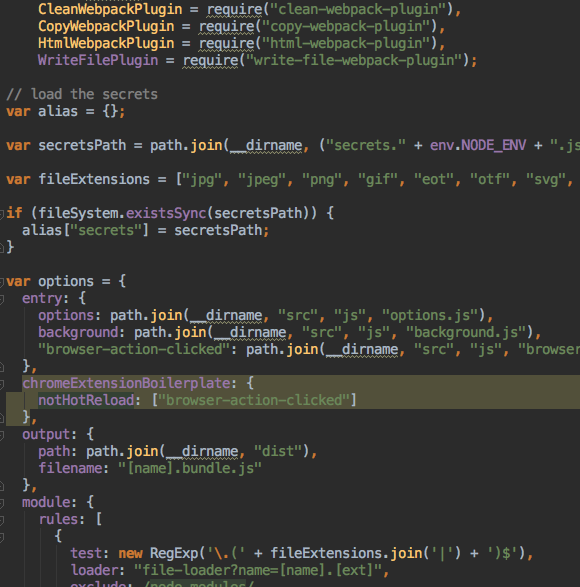 CleanWebpackPlugin = require("clean-webpack-plugin"),
CopyWebpackPlugin = require("copy-webpack-plugin"),
HtmlWebpackPlugin = require("html-webpack-plugin"),
WriteFilePlugin = require("write-file-webpack-plugin");
// load the secrets
var alias = {};
var secretsPath = path.join(__dirname, ("secrets." + env.NODE_ENV + ".js
var fileExtensions = ["jpg", "jpeg", "png", "gif", "eot", "otf", "svg",
if (fileSystem.existsSync(secretsPath)) {
alias["secrets"] = secretsPath;
}
var options = {
entry: {
options: path.join(__dirname, "src", "js", "options.js"),
background: path.join(__dirname, "src", "js", "background.js"),
"browser-action-clicked": path.join(__dirname, "src", "js", "browser
},
chromeExtensionBoilerplate: {
notHotReload: ["browser-action-clicked"]
},
output: {
path: path.join(__dirname, "dist"),
filename: "[name].bundle.js"
},
module: {
rules: [
{
test: new RegExp('\.(' + fileExtensions.join('|') + ')$'),
loader: "file-loader?name=[name].[ext]",
exclude: /node_modules/